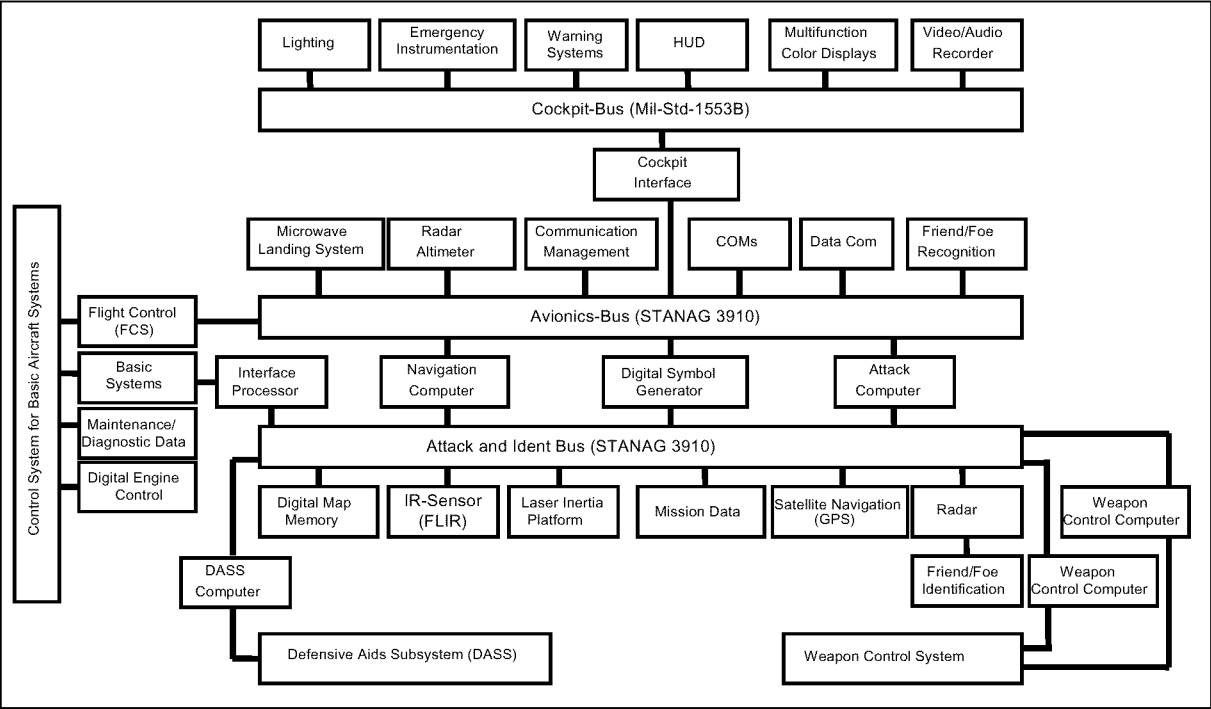 Lighting
Emergency
Instrumentation
Warning
Systems
HUD
Multifunction
Color Displays
Video/Audio
Recorder
Cockpit-Bus (Mil-Std-1553B)
Cockpit
Interface
Control System for Basic Aircraft Systems
Microwave
Landing System
Radar
Altimeter
Communication
Management
COMs
Data Com
Friend/Foe
Recognition
Flight Control
(FCS)
Avionics-Bus (STANAG 3910)
Basic
Systems
Interface
Processor
Navigation
Computer
Digital Symbol
Generator
Attack
Computer
Maintenance/
Diagnostic Data
Attack and Ident Bus (STANAG 3910)
Digital Engine
Control
Digital Map
Memory
IR-Sensor
(FLIR)
Laser Inertia
Platform
Mission Data
Satellite Navigation
(GPS)
Radar
Weapon
Control Computer
DASS
Computer
Friend/Foe
Identification
Weapon
Control Computer
Defensive Aids Subsystem (DASS)
Weapon Control System